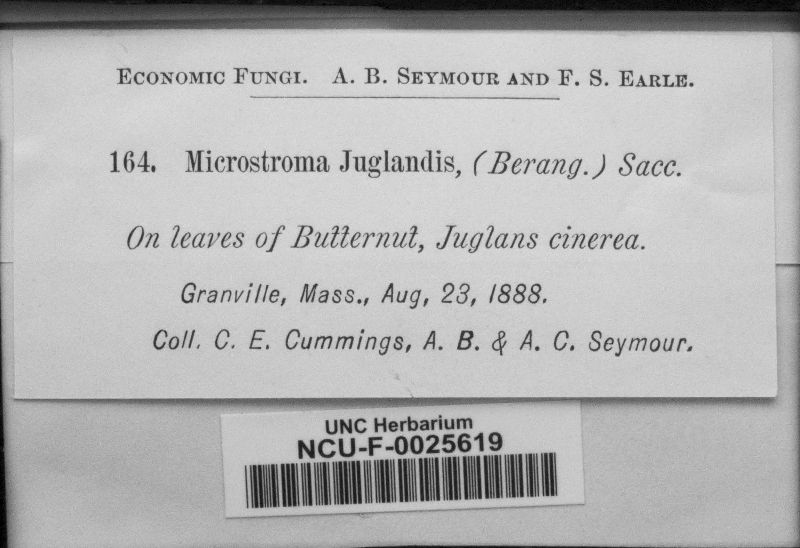 Economic Fungi. A. B. Seymour and F. S. Earle.
164. Microstroma Juglandis, (Berang.) Sacc.
On leaves of Butternut, Juglans cinerea.
Granville, Mass., Aug, 23, 1888.
Coll. C. E. Cummings, A. B. & A. C. Seymour.
UNC Herbarium
NCU-F-0025619